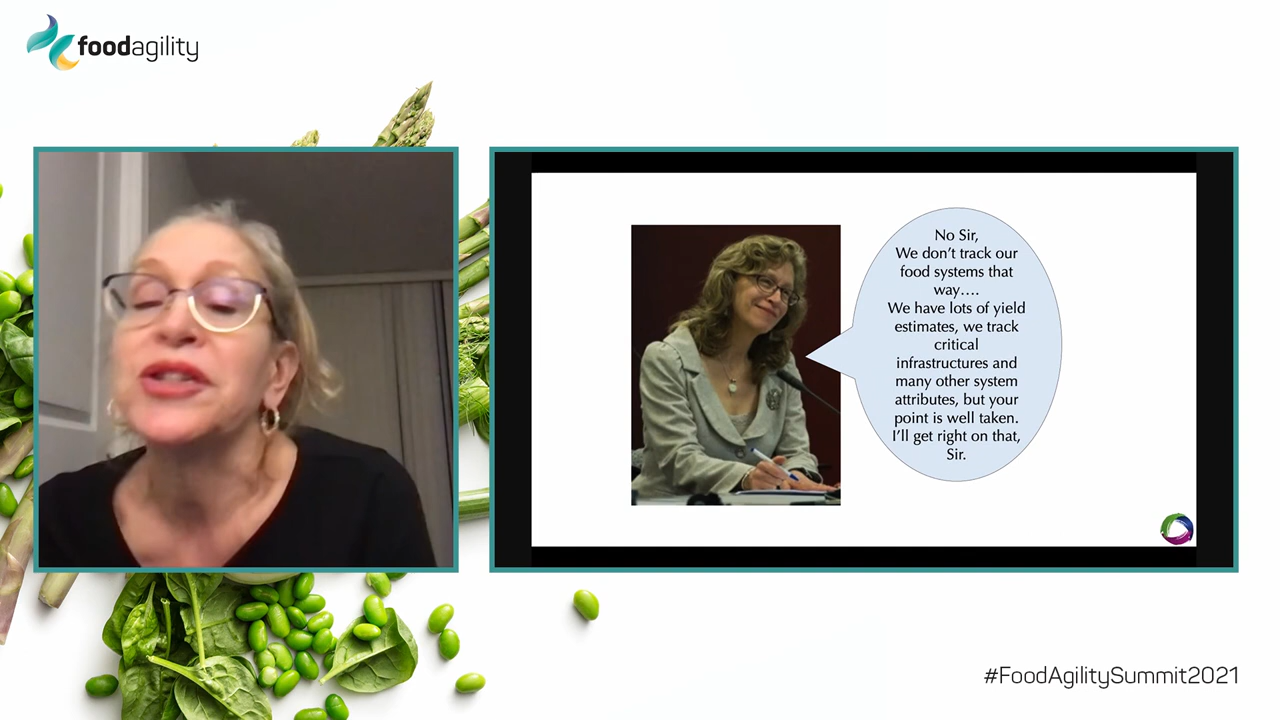 foodagility
No Sir,
We don't track our
food systems that
way….
We have lots of yield
estimates, we track
critical
infrastructures and
many other system
attributes, but your
point is well taken.
I'll get right on that,
Sir.
#FoodAgilitySummit2021